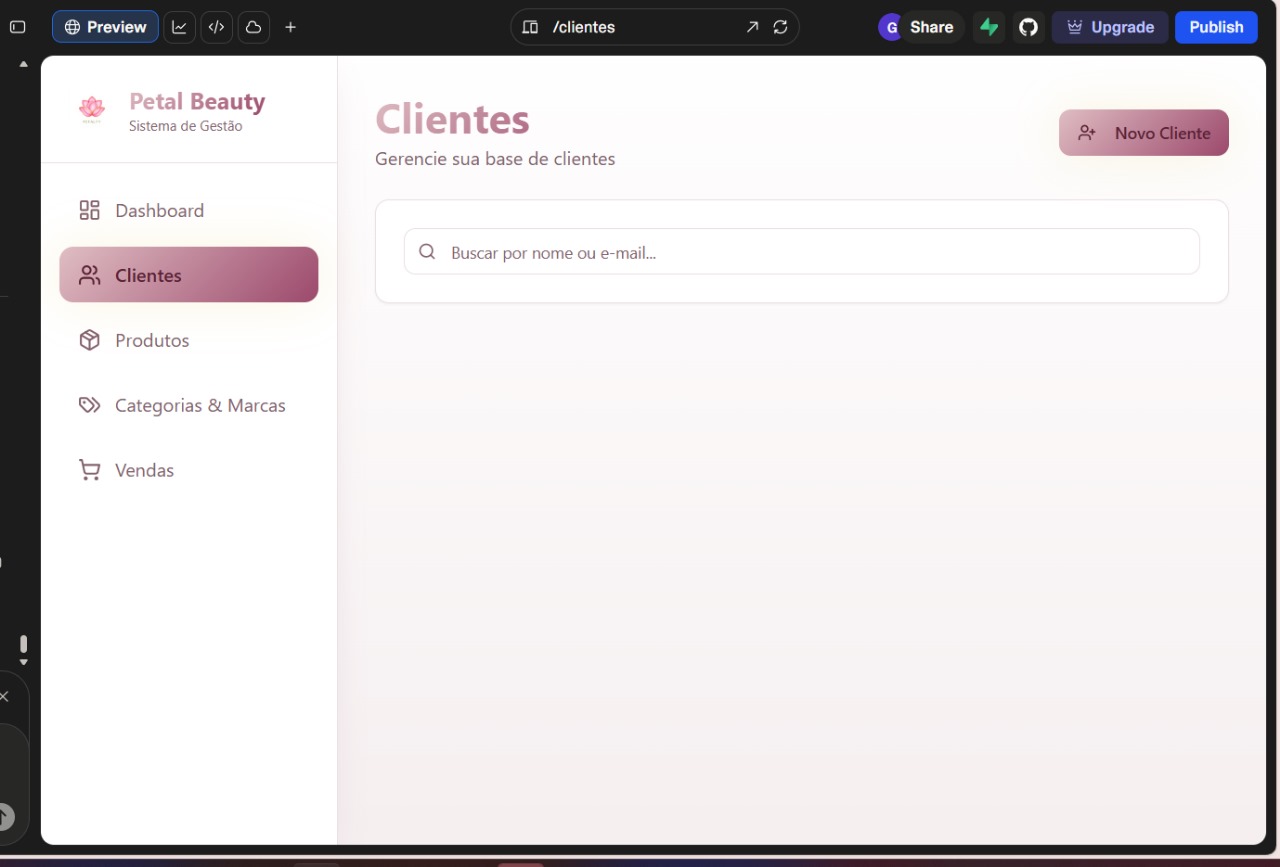 Preview
/clientes
G
Share
Upgrade
Publish
Petal Beauty
Sistema de Gestão
Dashboard
Clientes
Produtos
Categorias & Marcas
Vendas
Clientes
Gerencie sua base de clientes
Novo Cliente
Buscar por nome ou e-mail...